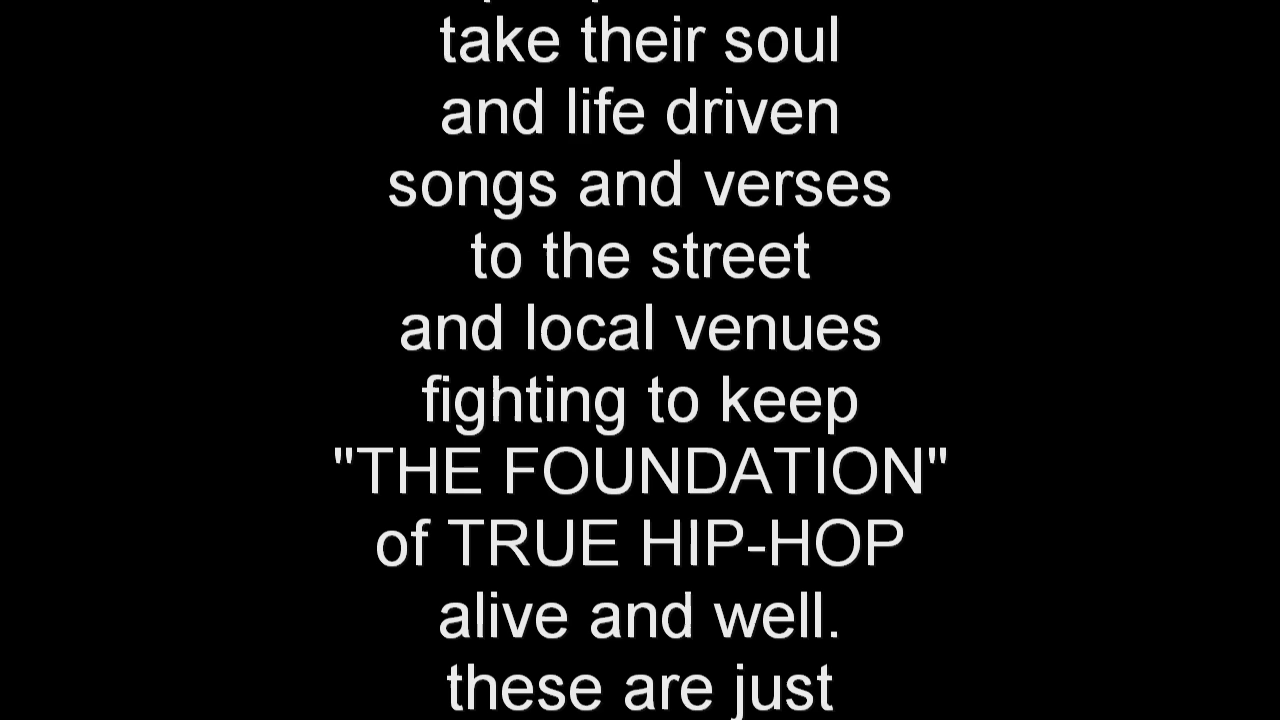 take their soul
and life driven
songs and verses
to the street
and local venues
fighting to keep
"THE FOUNDATION"
of TRUE HIP-HOP
alive and well.
these are just